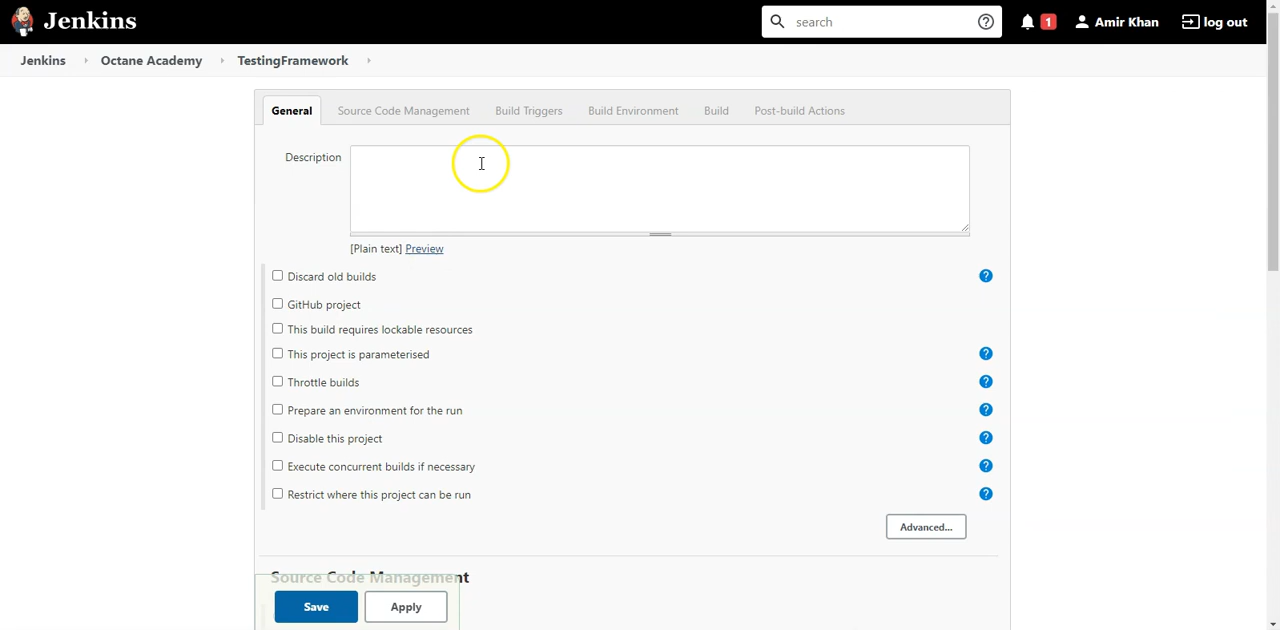 Jenkins
search
1
Amir Khan
log out
Jenkins
Octane Academy
TestingFramework
General
Source Code Management
Build Triggers
Build Environment
Build
Post-build Actions
Description
[Plain text] Preview
Discard old builds
GitHub project
This build requires lockable resources
This project is parameterised
Throttle builds
Prepare an environment for the run
Disable this project
Execute concurrent builds if necessary
Restrict where this project can be run
Advanced...
Source Code Management
Save
Apply